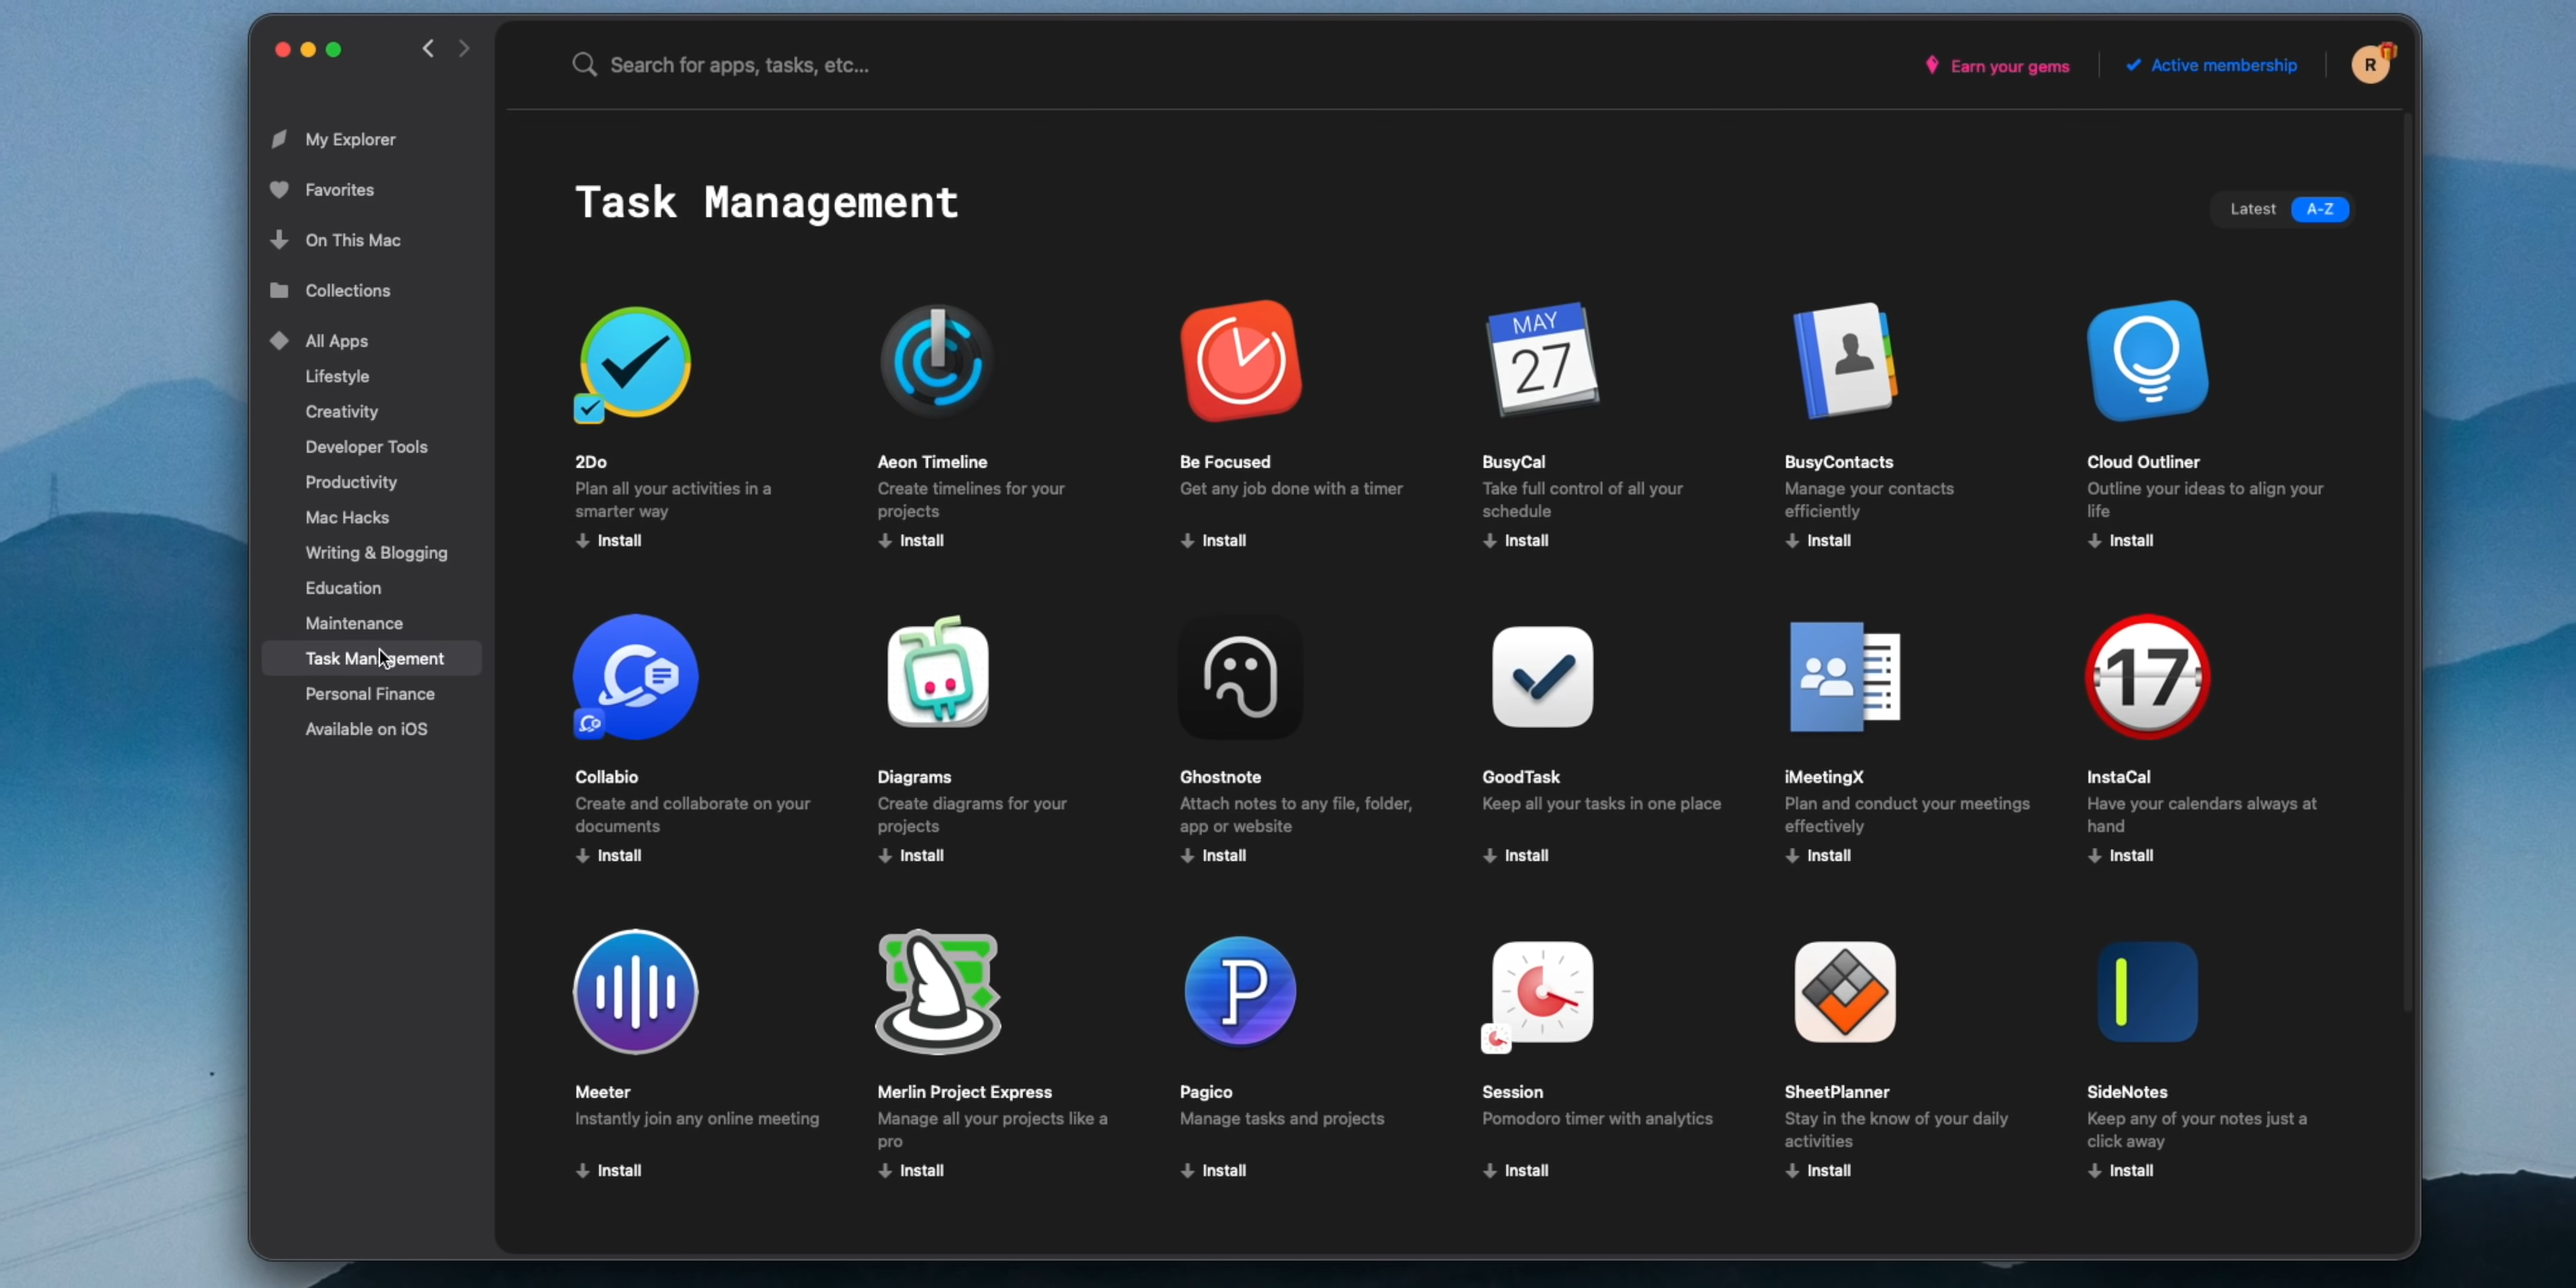 Search for apps, tasks, etc...
Earn your gems
Active membership
R
My Explorer
Favorites
On This Mac
Collections
All Apps
Lifestyle
Creativity
Developer Tools
Productivity
Mac Hacks
Writing & Blogging
Education
Maintenance
Task Management
Personal Finance
Available on iOS
Task Management
Latest
A-Z
MAY
27
2Do
Plan all your activities in a
smarter way
Install
Aeon Timeline
Create timelines for your
projects
Install
Be Focused
Get any job done with a timer
Install
BusyCal
Take full control of all your
schedule
Install
BusyContacts
Manage your contacts
efficiently
Install
Cloud Outliner
Outline your ideas to align your
life
Install
17
Collabio
Create and collaborate on your
documents
Install
Diagrams
Create diagrams for your
projects
Install
Ghostnote
Attach notes to any file, folder,
app or website
Install
GoodTask
Keep all your tasks in one place
Install
iMeetingX
Plan and conduct your meetings
effectively
Install
InstaCal
Have your calendars always at
hand
Install
P
Meeter
Instantly join any online meeting
Install
Merlin Project Express
Manage all your projects like a
pro
Install
Pagico
Manage tasks and projects
Install
Session
Pomodoro timer with analytics
Install
SheetPlanner
Stay in the know of your daily
activities
Install
SideNotes
Keep any of your notes just a
click away
Install